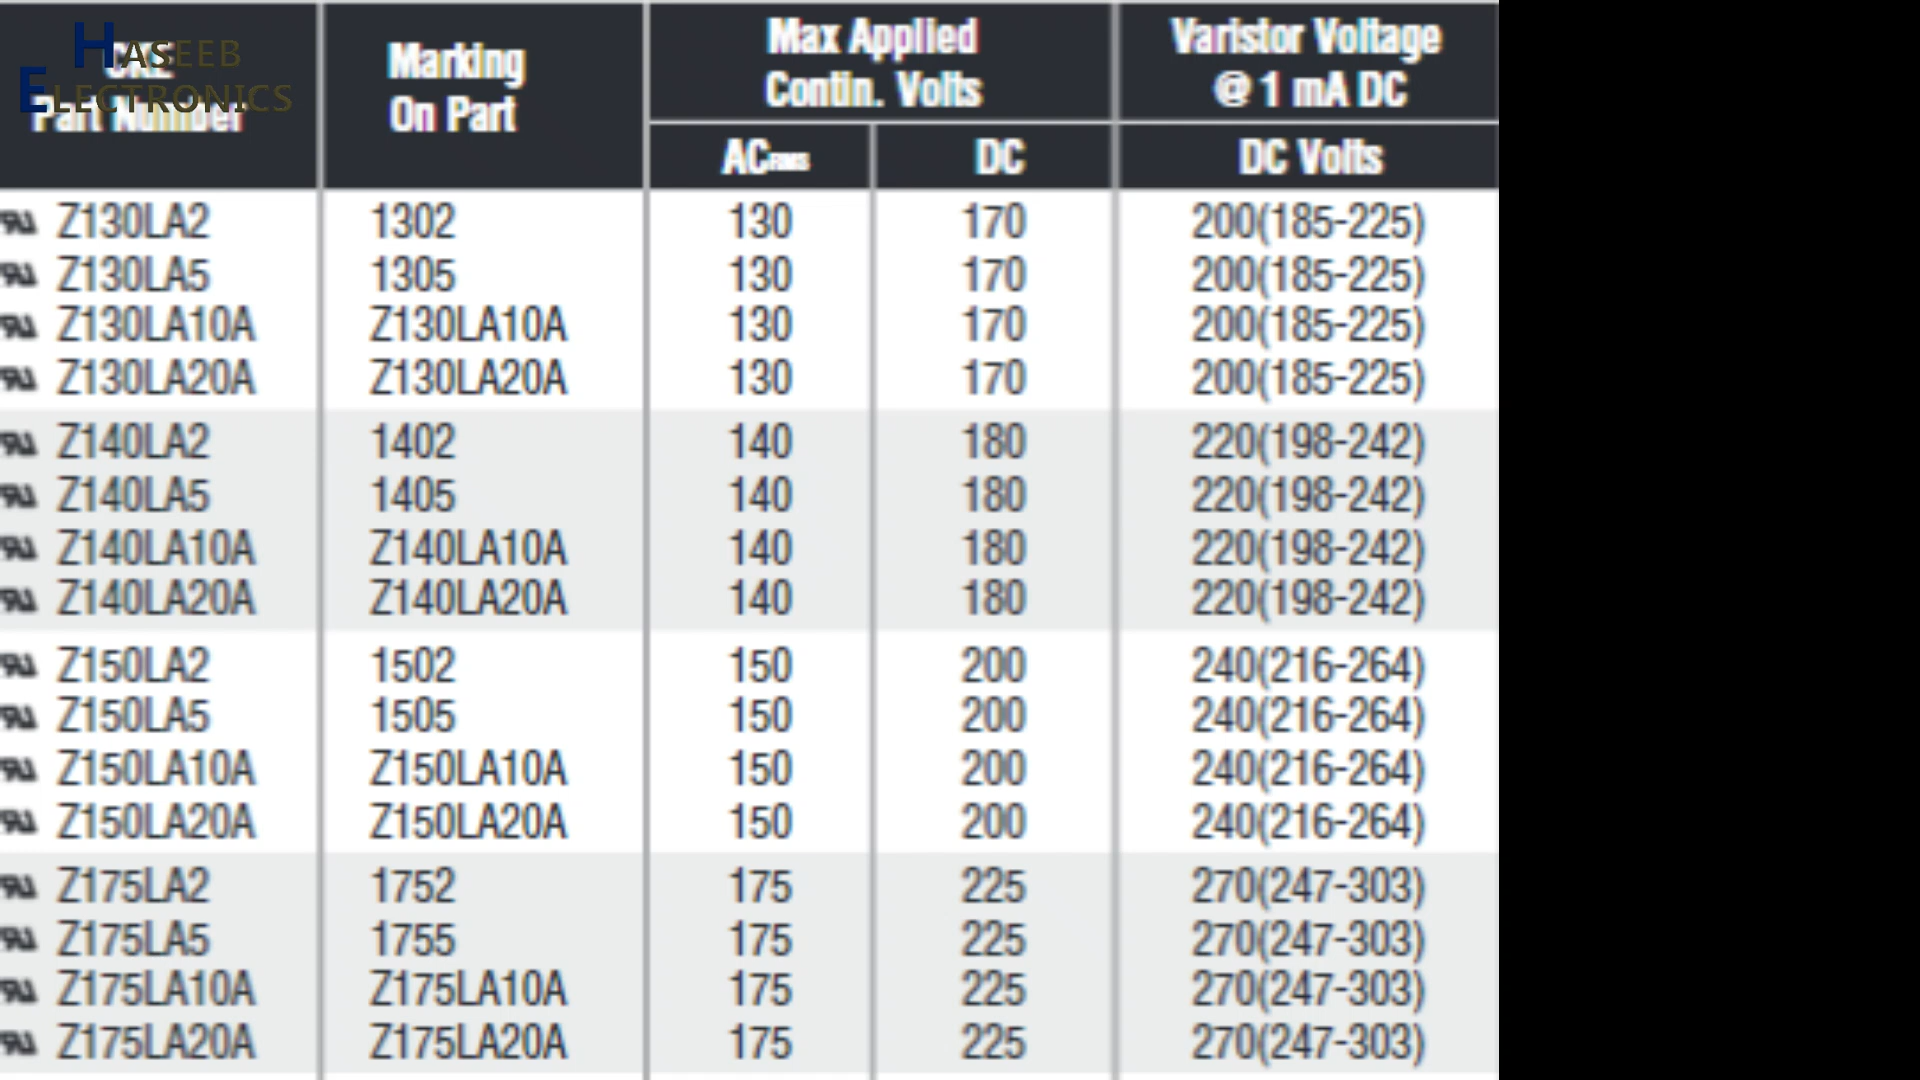 HASEEB
ELECTRONICS
Part Number
Marking
On Part
Max Applied
Contin. Volts
Varistor Voltage
@ 1 mA DC
ACRMS DC DC Volts
Z130LA2 1302 130 170 200(185-225)
Z130LA5 1305 130 170 200(185-225)
Z130LA10A Z130LA10A 130 170 200(185-225)
Z130LA20A Z130LA20A 130 170 200(185-225)
Z140LA2 1402 140 180 220(198-242)
Z140LA5 1405 140 180 220(198-242)
Z140LA10A Z140LA10A 140 180 220(198-242)
Z140LA20A Z140LA20A 140 180 220(198-242)
Z150LA2 1502 150 200 240(216-264)
Z150LA5 1505 150 200 240(216-264)
Z150LA10A Z150LA10A 150 200 240(216-264)
Z150LA20A Z150LA20A 150 200 240(216-264)
Z175LA2 1752 175 225 270(247-303)
Z175LA5 1755 175 225 270(247-303)
Z175LA10A Z175LA10A 175 225 270(247-303)
Z175LA20A Z175LA20A 175 225 270(247-303)